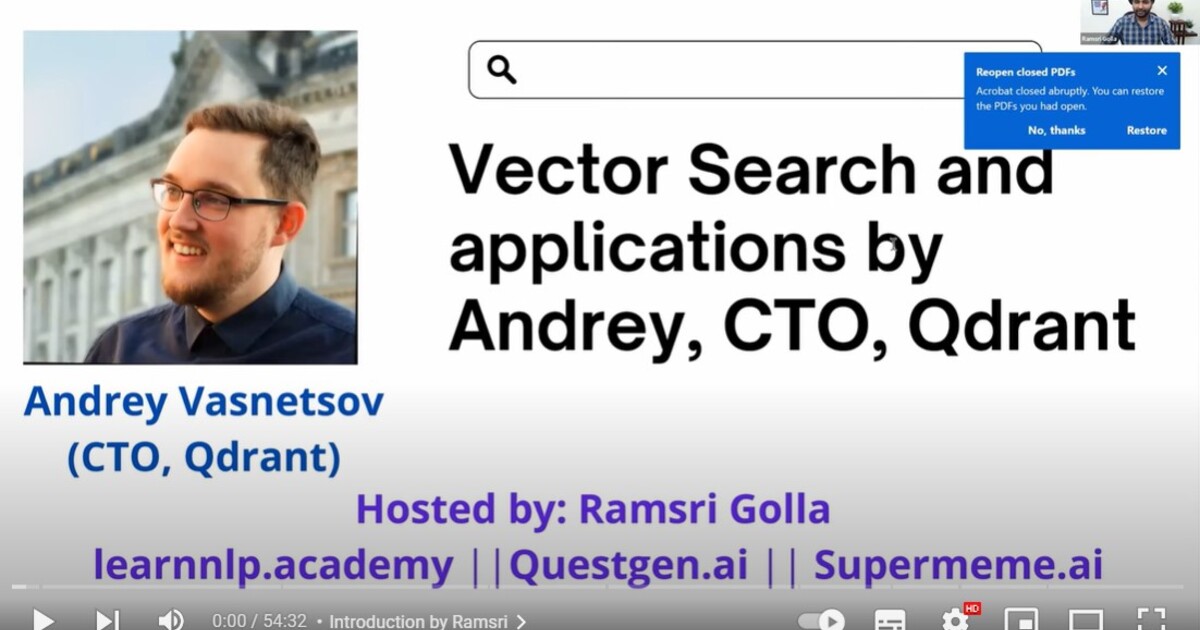 Ramsri Golla
Reopen closed PDFs
Acrobat closed abruptly. You can restore
the PDFs you had open.
No, thanks Restore
Vector Search and
applications by
Andrey, CTO, Qdrant
Andrey Vasnetsov
(CTO, Qdrant)
Hosted by: Ramsri Golla
learnnlp.academy ||Questgen.ai || Supermeme.ai
0:00 / 54:32 • Introduction by Ramsri
HD